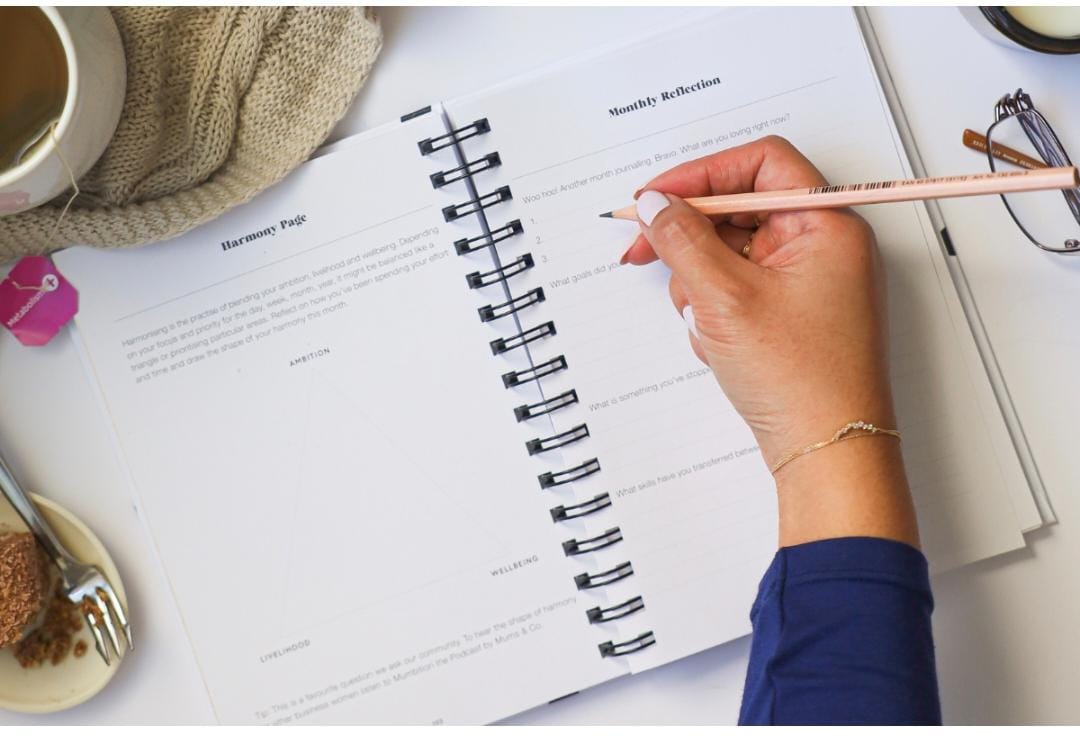 Metabolism
Harmony Page
Harmonising is the practise of blending your ambition, livelihood and wellbeing. Depending
on your focus and priority for the day, week, month, year, it might be balanced like a
triangle or prioritising particular areas. Reflect on how you've been spending your effort
and time and draw the shape of your harmony this month.
AMBITION
WELLBEING
LIVELIHOOD
Tip: This is a favourite question we ask our community. To hear the shape of harmony
other business women listen to Mumbition the Podcast by Mums & Co.
Monthly Reflection
Woo hoo! Another month journalling. Bravo. What are you loving right now?
1.
2.
3.
What goals did you
What is something you've stopp
What skills have you transferred betwe